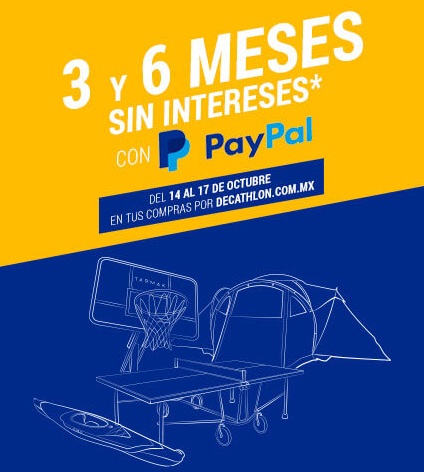 3 Y 6 MESES
SIN INTERESES*
CON PayPal
DEL 14 AL 17 DE OCTUBRE
EN TUS COMPRAS POR DECATHLON.COM.MX
TARMAK